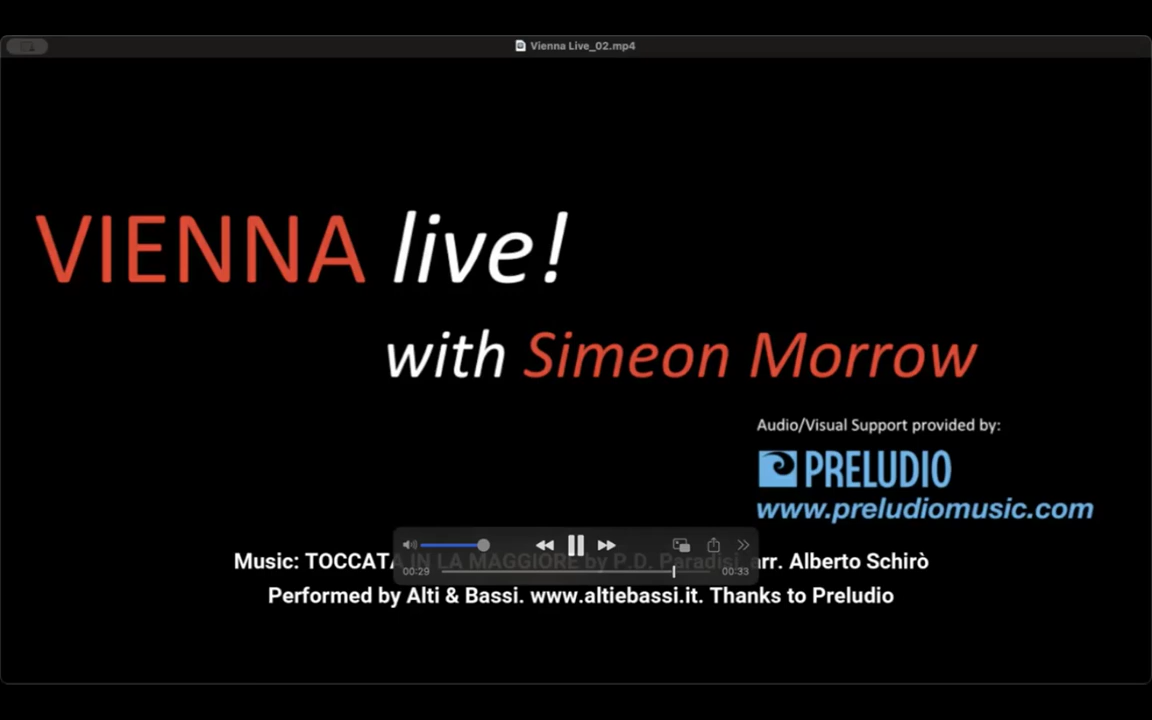 Vienna Live_02.mp4
VIENNA live!
with Simeon Morrow
Audio/Visual Support provided by:
PRELUDIO
www.preludiomusic.com
Music: TOCCATA IN LA MAGGIORE by P.D. Paradisi, arr. Alberto Schirò
00:29
00:33
Performed by Alti & Bassi. www.altiebassi.it. Thanks to Preludio